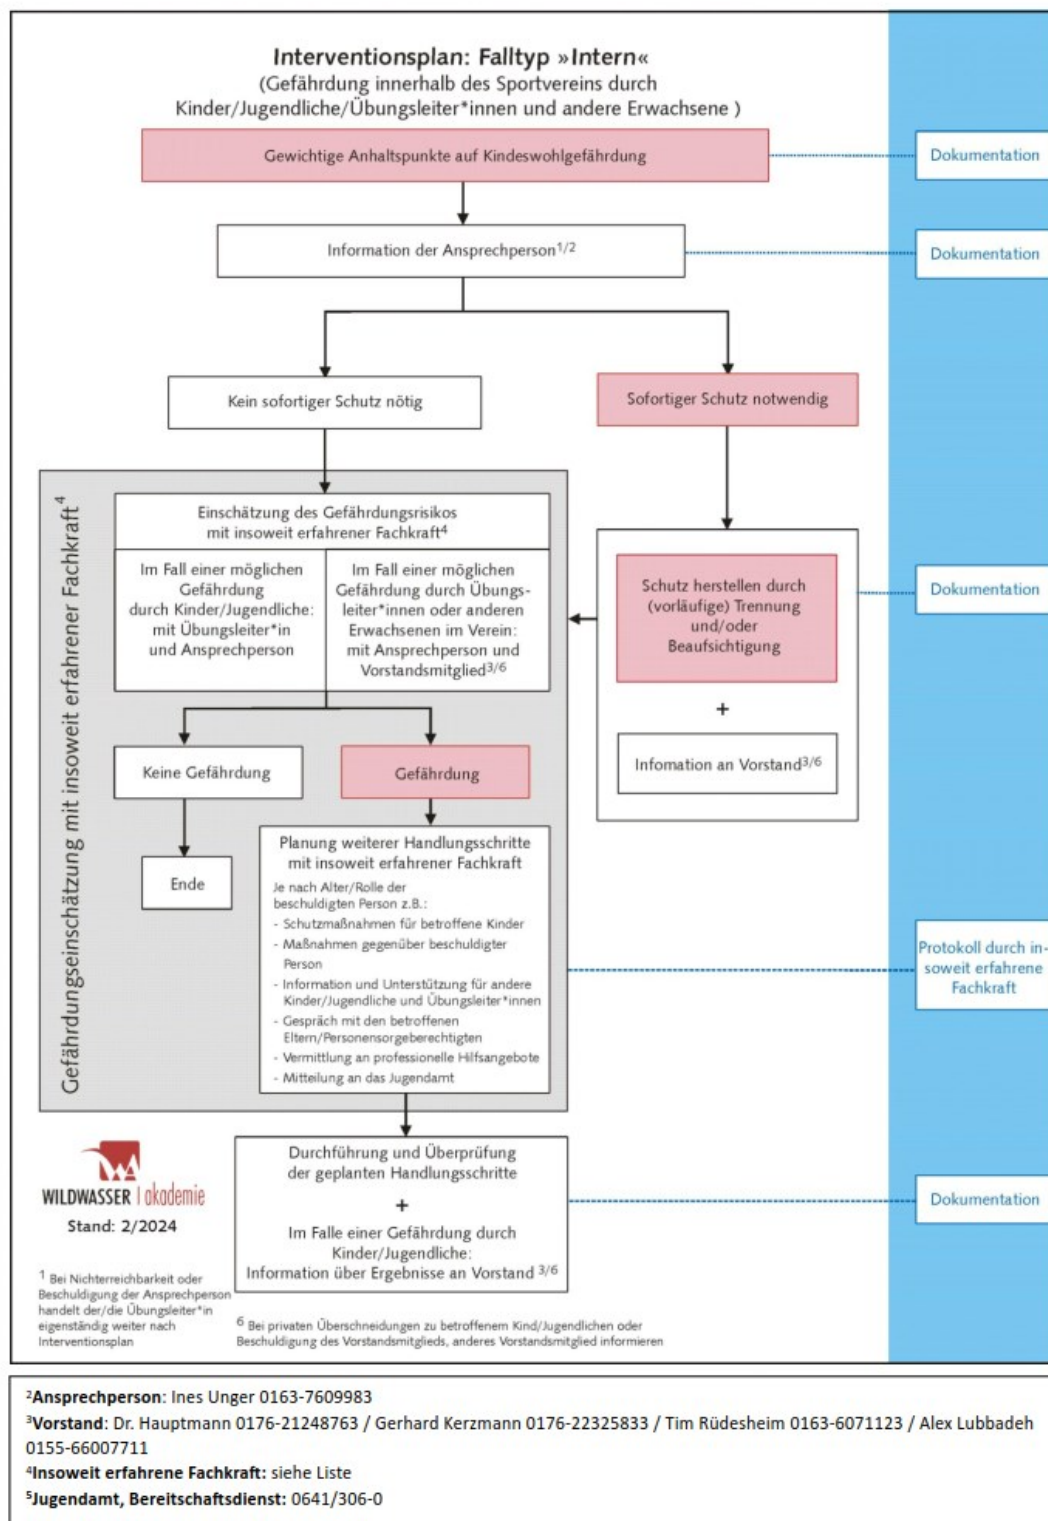 Interventionsplan: Falltyp »Intern«
(Gefährdung innerhalb des Sportvereins durch
Kinder/Jugendliche/Übungsleiter*innen und andere Erwachsene )
Gewichtige Anhaltspunkte auf Kindeswohlgefährdung
Dokumentation
Information der Ansprechperson1/2
Dokumentation
Kein sofortiger Schutz nötig
Sofortiger Schutz notwendig
Gefährdungseinschätzung mit insoweit erfahrener Fachkraft4
Einschätzung des Gefährdungsrisikos
mit insoweit erfahrener Fachkraft4
Im Fall einer möglichen
Gefährdung
durch Kinder/Jugendliche:
mit Übungsleiter*in
und Ansprechperson
Im Fall einer möglichen
Gefährdung durch Übungs-
leiter*innen oder anderen
Erwachsenen im Verein:
mit Ansprechperson und
Vorstandsmitglied3/6
Schutz herstellen durch
(vorläufige) Trennung
und/oder
Beaufsichtigung
+
Infomation an Vorstand3/6
Dokumentation
Keine Gefährdung
Gefährdung
Ende
Planung weiterer Handlungsschritte
mit insoweit erfahrener Fachkraft
Je nach Alter/Rolle der
beschuldigten Person z.B.:
- Schutzmaßnahmen für betroffene Kinder
- Maßnahmen gegenüber beschuldigter
Person
- Information und Unterstützung für andere
Kinder/Jugendliche und Übungsleiter*innen
- Gespräch mit den betroffenen
Eltern/Personensorgeberechtigten
- Vermittlung an professionelle Hilfsangebote
- Mitteilung an das Jugendamt
Protokoll durch in-
soweit erfahrene
Fachkraft
Durchführung und Überprüfung
der geplanten Handlungsschritte
+
Im Falle einer Gefährdung durch
Kinder/Jugendliche:
Information über Ergebnisse an Vorstand 3/6
Dokumentation
WILDWASSER | akademie
Stand: 2/2024
1 Bei Nichterreichbarkeit oder
Beschuldigung der Ansprechperson
handelt der/die Übungsleiter*in
eigenständig weiter nach
Interventionsplan
6 Bei privaten Überschneidungen zu betroffenem Kind/Jugendlichen oder
Beschuldigung des Vorstandsmitglieds, anderes Vorstandsmitglied informieren
2Ansprechperson: Ines Unger 0163-7609983
3Vorstand: Dr. Hauptmann 0176-21248763 / Gerhard Kerzmann 0176-22325833 / Tim Rüdesheim 0163-6071123 / Alex Lubbadeh
0155-66007711
4Insoweit erfahrene Fachkraft: siehe Liste
5Jugendamt, Bereitschaftsdienst: 0641/306-0